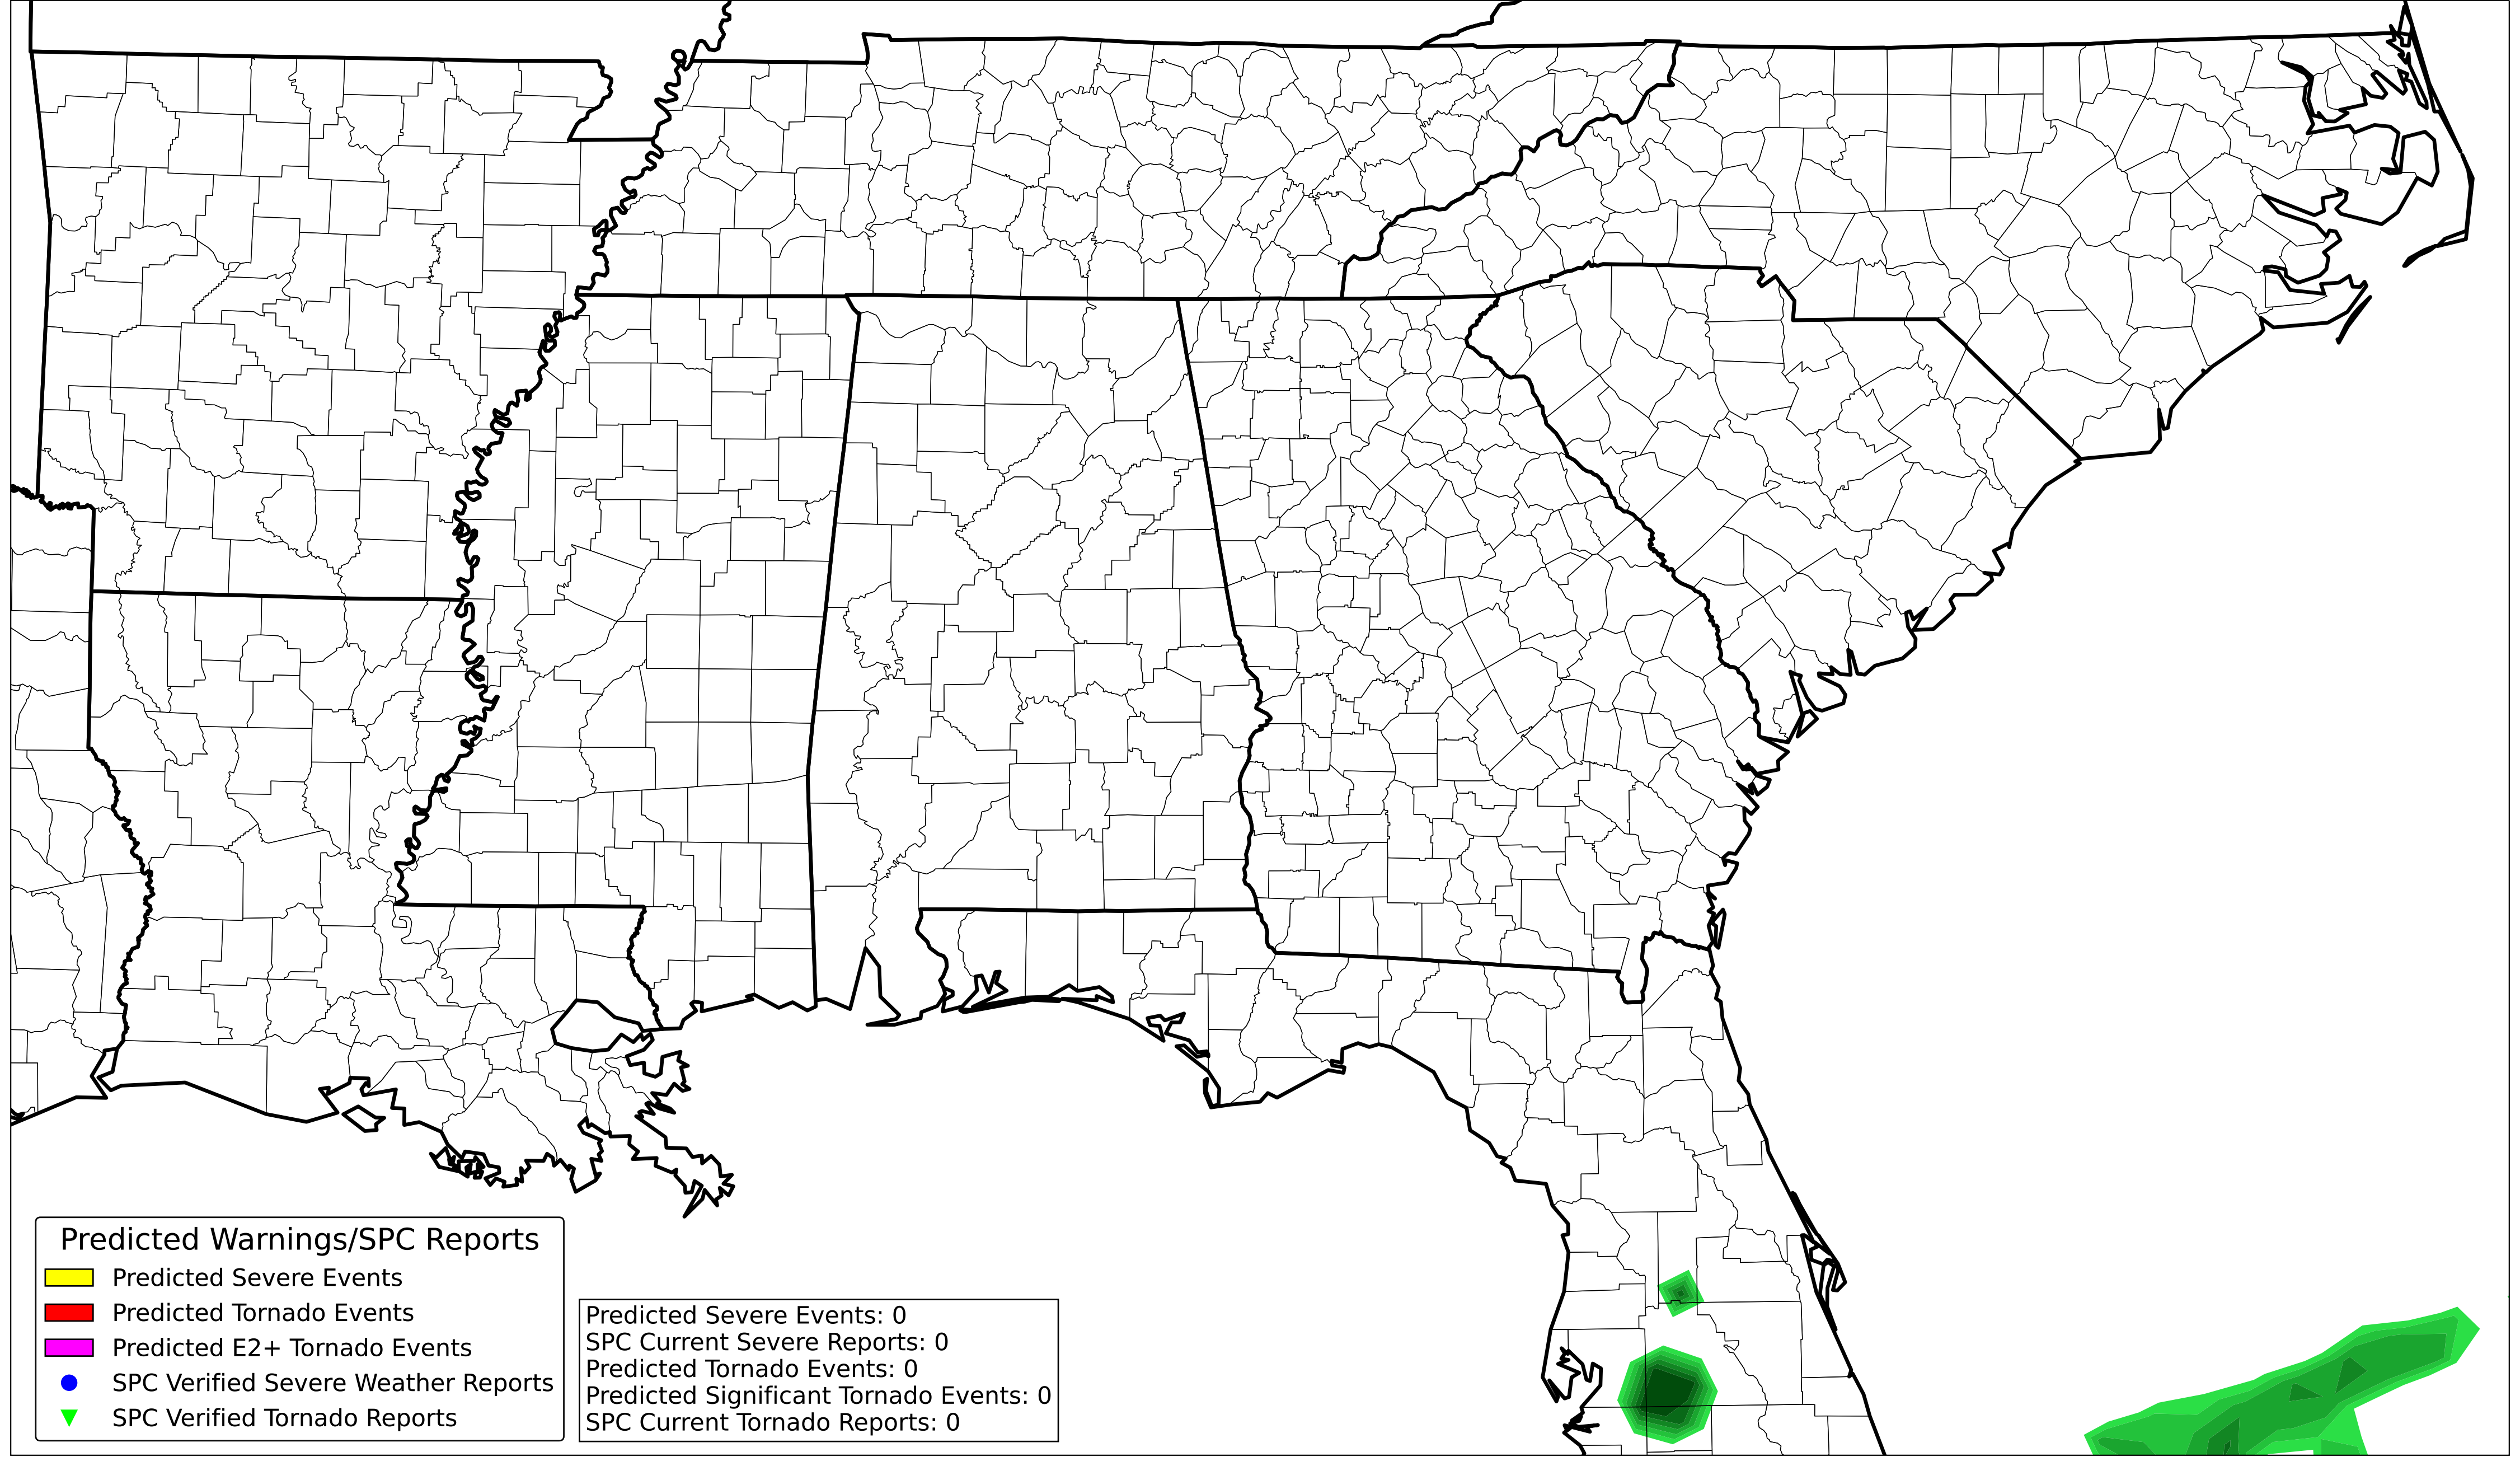 Predicted Warnings/SPC Reports
Predicted Severe Events
Predicted Tornado Events
Predicted E2+ Tornado Events
SPC Verified Severe Weather Reports
SPC Verified Tornado Reports
Predicted Severe Events: 0
SPC Current Severe Reports: 0
Predicted Tornado Events: 0
Predicted Significant Tornado Events: 0
SPC Current Tornado Reports: 0